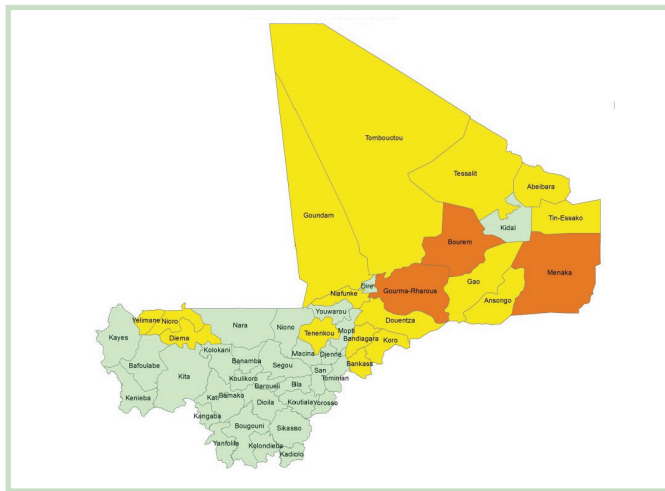 Tombouctou
Tessalit
Abeibara
Goundam
Tin-Essako
Kidal
Bourem
Menaka
Gao
Dire
Gourma-Rharous
Niafunke
Ansongo
Youwarou
Douentza
Yelimane
Nioro
Nara
Niono
Tenenkou
Mopti
Kayes
Diema
Bandiagara
Koro
Kolokani
Macina
Djenne
Bafoulabe
Banamba
Segou
Bankass
Kita
San
Koulikoro
Tominian
Kenieba
Baroueli
Bla
Kati
Bamako
Dioila
Koutiala
Yorosso
Kangaba
Bougouni
Sikasso
Yanfolila
Kolondieba
Kadiolo